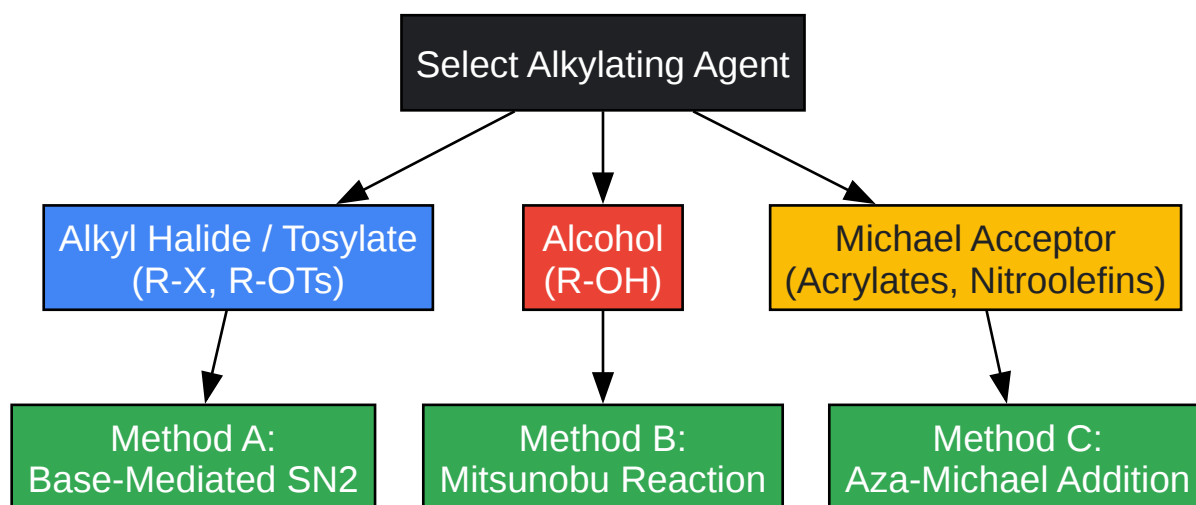 Select Alkylating Agent
Alkyl Halide / Tosylate
(R-X, R-OTs)
Alcohol
(R-OH)
Michael Acceptor
(Acrylates, Nitroolefins)
Method A:
Base-Mediated SN2
Method B:
Mitsunobu Reaction
Method C:
Aza-Michael Addition